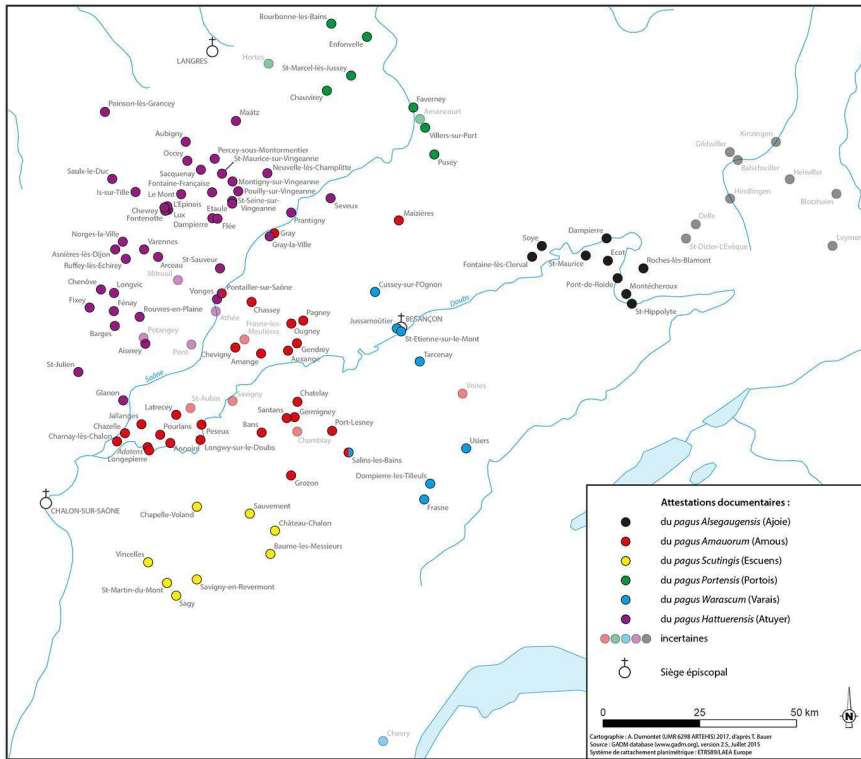 Bourbonne-les-Bains
Enfonvelle
LANGRES
Hortes
St-Marcel-lès-Jussey
Chauvirey
Faverney
Amoncourt
Villers-sur-Port
Pusey
Poinson-lès-Grancey
Maâtz
Aubigny
Occey
Percey-sous-Montormentier
St-Maurice-sur-Vingeanne
Sacquenay
Neuvelle-lès-Champlitte
Saulx-le-Duc
Fontaine-Française
Montigny-sur-Vingeanne
Is-sur-Tille
Le Mont
Pouilly-sur-Vingeanne
L'Epinois
St-Seine-sur-
Vingeanne
Chevrey
Lux
Etaule
Fontenotte
Dampierre
Flée
Prantigny
Seveux
Maizières
Gray
Gray-la-Ville
Norges-la-Ville
Varennes
Asnières-lès-Dijon
Arceau
Ruffey-lès-Echirey
St-Sauveur
Mitreuil
Chenôve
Longvic
Vonges
Pontailler-sur-Saône
Cussey-sur-l'Ognon
Fixey
Fénay
Rouvres-en-Plaine
Athée
Chassey
Pagney
Frasne-les-
Meulières
Ougney
Barges
Potangey
Aiserey
Pont
Chevigny
Amange
Gendrey
Auxange
Jussamoûtier
BESANÇON
St-Etienne-sur-le-Mont
Tarcenay
Doubs
Saône
St-Julien
Glanon
St-Aubin
Savigny
Chatelay
Voires
Latrecey
Jallanges
Pourlans
Peseux
Santans
Germigney
Chazelle
Bans
Port-Lesney
Charnay-lès-Chalon
Chamblay
Adatem
Annoire
Longwy-sur-le-Doubs
Longepierre
Salins-les-Bains
Usiers
Dompierre-les-Tilleuls
Frasne
Grozon
CHALON-SUR-SAÔNE
Chapelle-Voland
Sauvement
Château-Chalon
Baume-les-Messieurs
Vincelles
St-Martin-du-Mont
Savigny-en-Revermont
Sagy
Chevry
Kinzingen
Gildwiller
Balschwiller
Heiwiller
Hindlingen
Blotzheim
Delle
St-Dizier-L'Evêque
Leymen
Soye
Dampierre
Fontaine-lès-Clerval
St-Maurice
Ecot
Roches-lès-Blamont
Pont-de-Roide
Montécheroux
St-Hippolyte
Attestations documentaires :
du pagus Alsegaugensis (Ajoie)
du pagus Amauorum (Amous)
du pagus Scutingis (Escuens)
du pagus Portensis (Portois)
du pagus Warascum (Varais)
du pagus Hattuerensis (Atuyer)
incertaines
Siège épiscopal
0 25 50 km
N
Cartographie : A. Dumontet (UMR 6298 ARTEHIS) 2017, d'après T. Bauer
Source : GADM database (www.gadm.org), version 2.5, Juillet 2015
Système de rattachement planimétrique : ETRS89/LAEA Europe